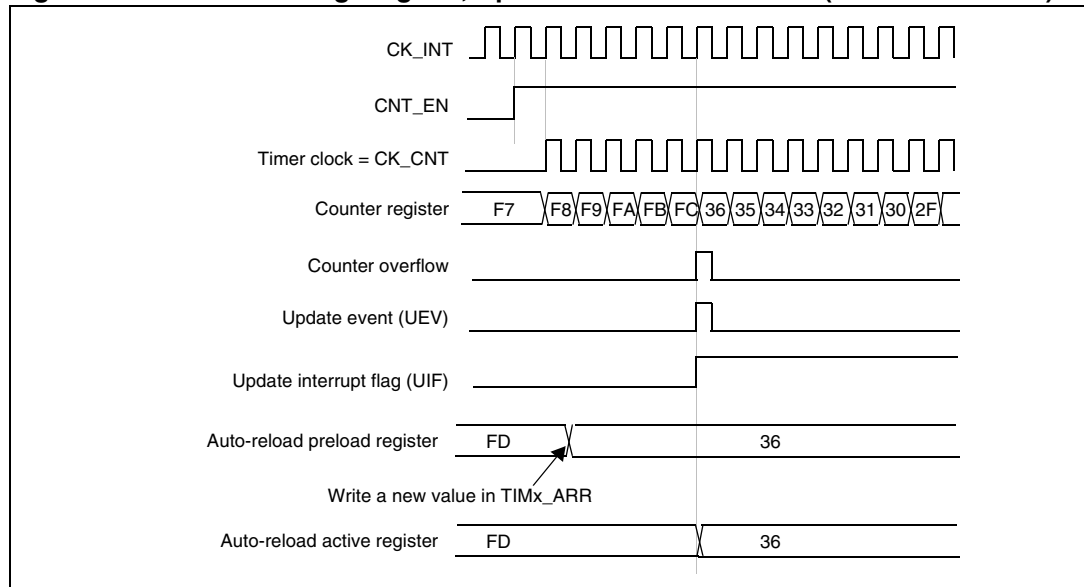 CK_INT
CNT_EN
Timer clock = CK_CNT
Counter register F7 F8 F9 FA FB FC 36 35 34 33 32 31 30 2F
Counter overflow
Update event (UEV)
Update interrupt flag (UIF)
Auto-reload preload register FD 36
Write a new value in TIMx_ARR
Auto-reload active register FD 36